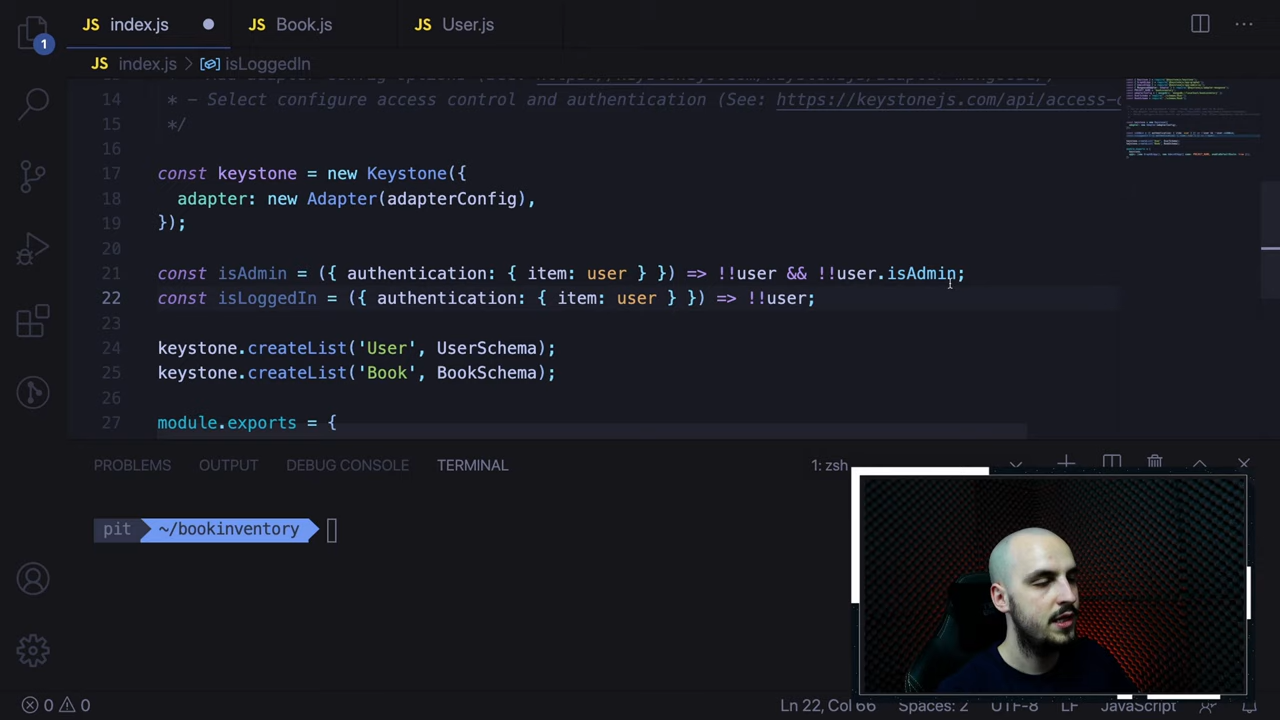 JS index.js
JS Book.js
JS User.js
1
JS index.js > isLoggedIn
14 * - Select configure access control and authentication (See: https://keystonejs.com/api/access-c
15 */
16
17 const keystone = new Keystone({
18 adapter: new Adapter(adapterConfig),
19 });
20
21 const isAdmin = ({ authentication: { item: user } }) => !!user && !!user.isAdmin;
22 const isLoggedIn = ({ authentication: { item: user } }) => !!user;
23
24 keystone.createList('User', UserSchema);
25 keystone.createList('Book', BookSchema);
26
27 module.exports = {
PROBLEMS OUTPUT DEBUG CONSOLE TERMINAL 1: zsh
pit ~/bookinventory
0 0 Ln 22, Col 66 Spaces: 2 UTF-8 LF JavaScript